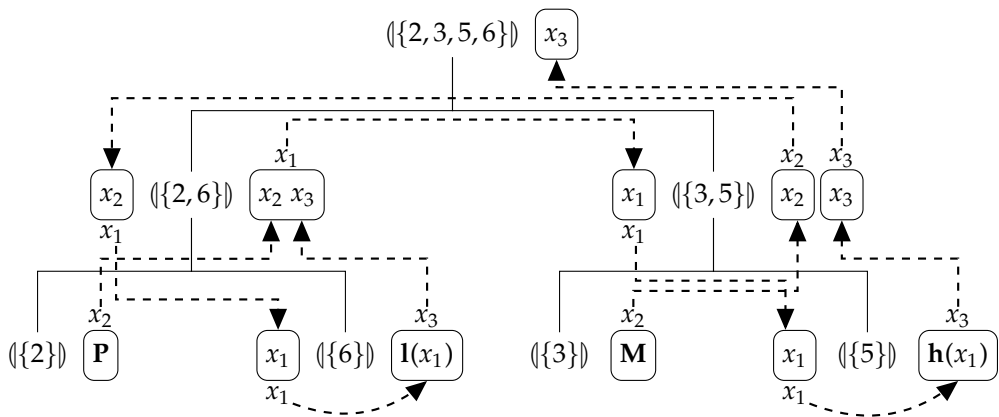 ⦇{2, 3, 5, 6}⦈ x₃
x₁ x₂ x₃
x₂ ⦇{2, 6}⦈ x₂ x₃ x₁ ⦇{3, 5}⦈ x₂ x₃
x₁ x₁
x₂ x₃ x₂ x₃
⦇{2}⦈ P x₁ ⦇{6}⦈ l(x₁) ⦇{3}⦈ M x₁ ⦇{5}⦈ h(x₁)
x₁ x₁